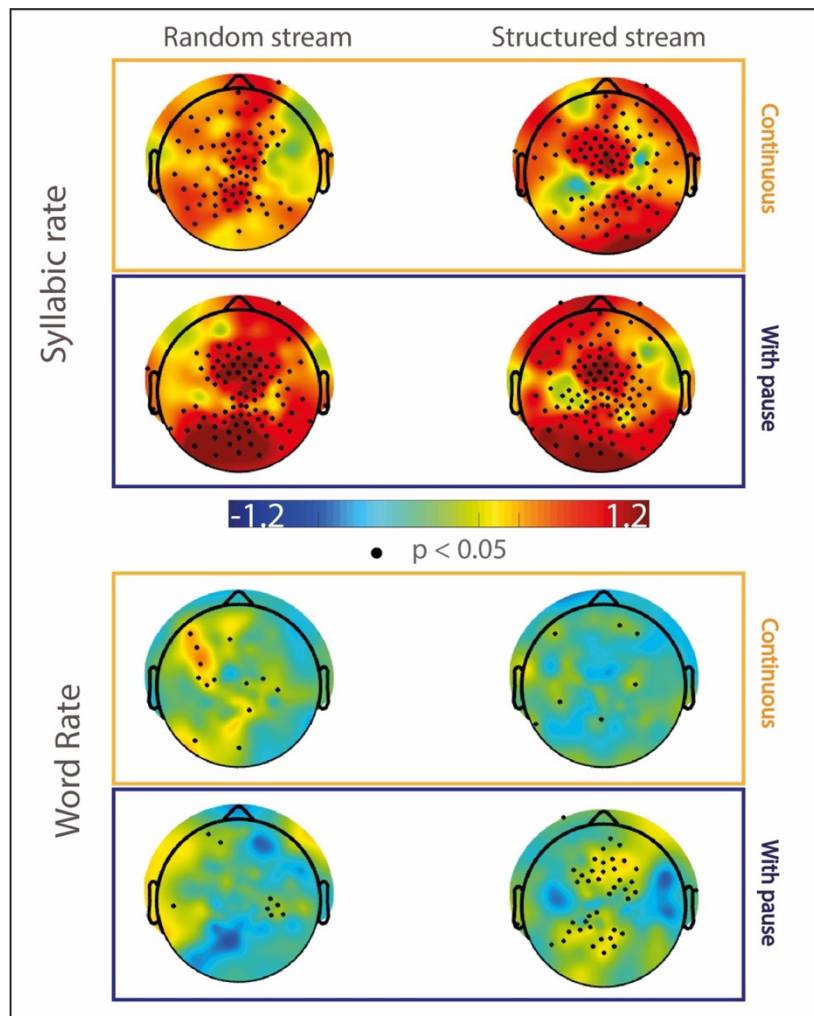 Random stream
Structured stream
Syllabic rate
Continuous
With pause
-1.2
1.2
p < 0.05
Word Rate
Continuous
With pause